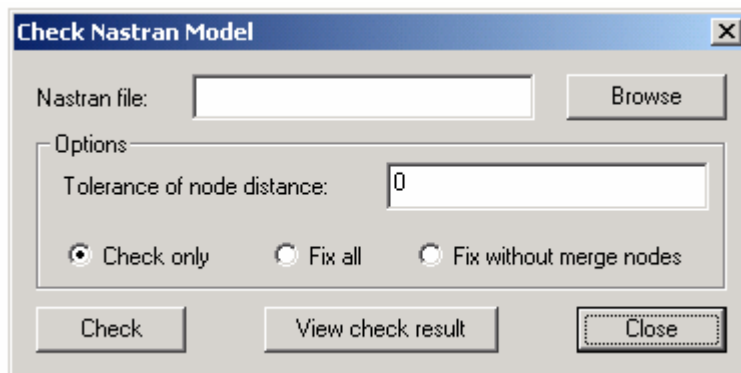 Check Nastran Model
Nastran file: Browse
Options
Tolerance of node distance: 0
Check only Fix all Fix without merge nodes
Check View check result Close